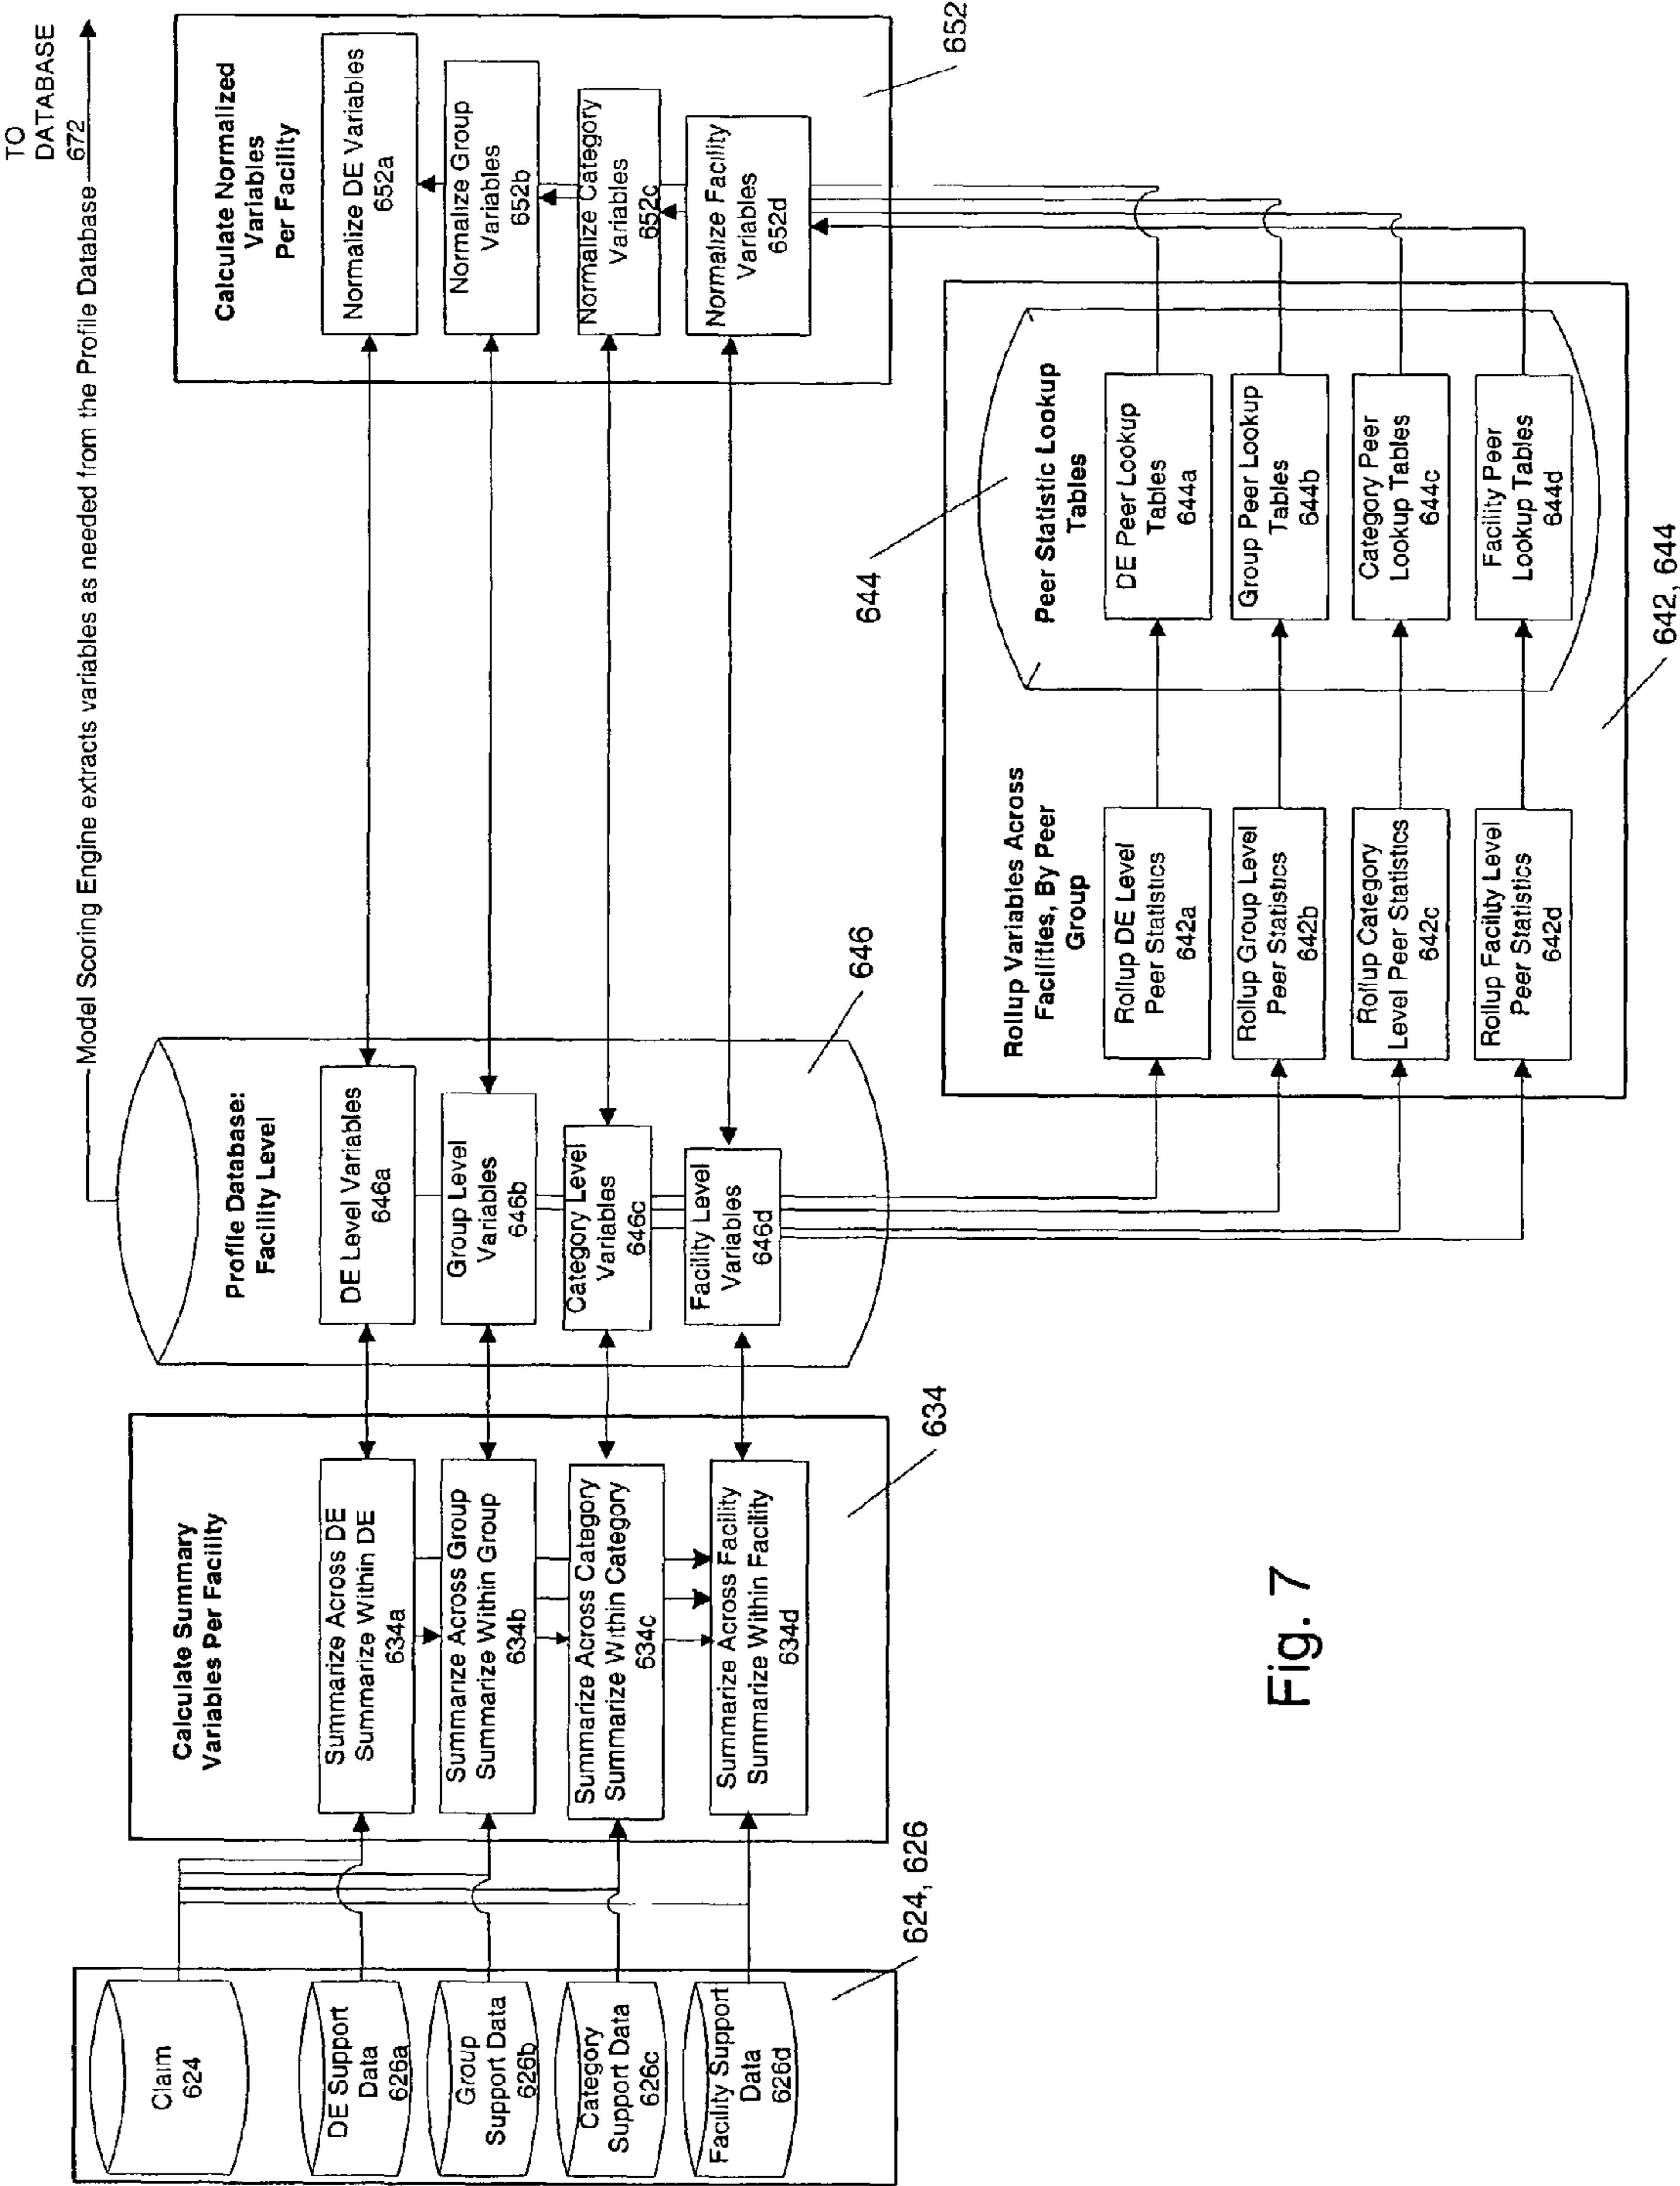 TO
DATABASE
672
Model Scoring Engine extracts variables as needed from the Profile Database
Claim
624
DE Support
Data
626a
Group
Support Data
626b
Category
Support Data
626c
Facility Support
Data
626d
624, 626
Calculate Summary
Variables Per Facility
Summarize Across DE
Summarize Within DE
634a
Summarize Across Group
Summarize Within Group
634b
Summarize Across Category
Summarize Within Category
634c
Summarize Across Facility
Summarize Within Facility
634d
634
Profile Database:
Facility Level
DE Level Variables
646a
Group Level
Variables
646b
Category Level
Variables
646c
Facility Level
Variables
646d
646
Calculate Normalized
Variables
Per Facility
Normalize DE Variables
652a
Normalize Group
Variables
652b
Normalize Category
Variables
652c
Normalize Facility
Variables
652d
652
Rollup Variables Across
Facilities, By Peer
Group
Rollup DE Level
Peer Statistics
642a
Rollup Group Level
Peer Statistics
642b
Rollup Category
Level Peer Statistics
642c
Rollup Facility Level
Peer Statistics
642d
644
Peer Statistic Lookup
Tables
DE Peer Lookup
Tables
644a
Group Peer Lookup
Tables
644b
Category Peer
Lookup Tables
644c
Facility Peer
Lookup Tables
644d
642, 644
Fig. 7